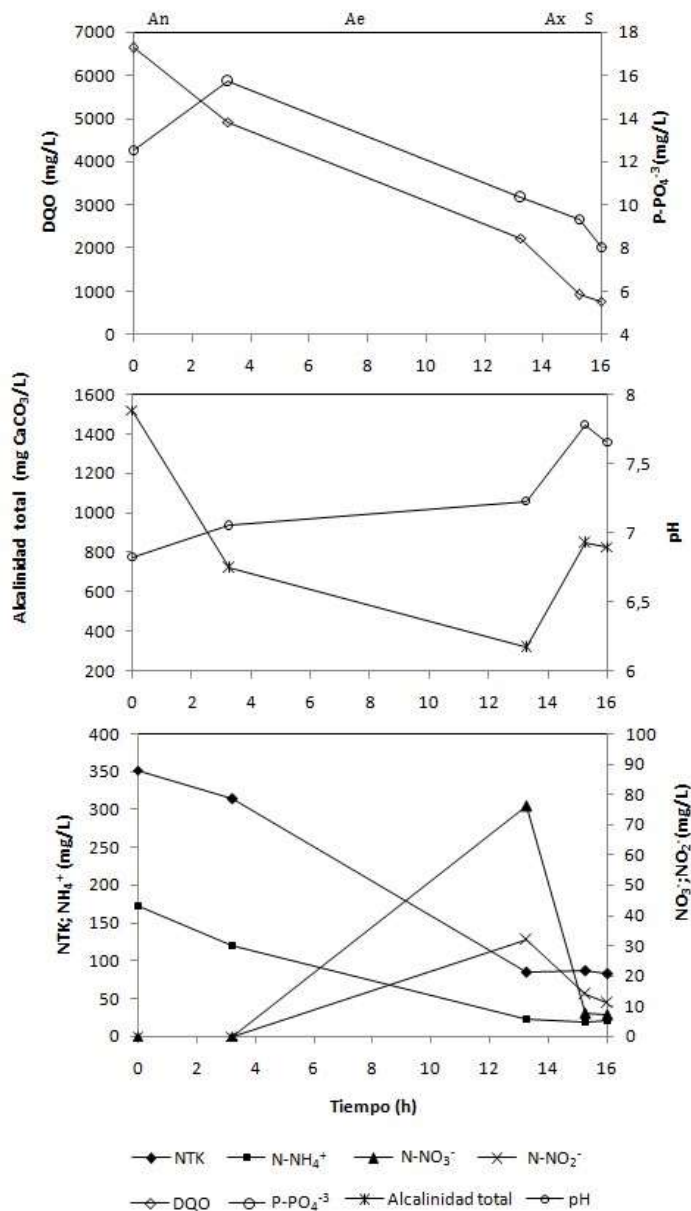 An Ae Ax S
7000 18
6000 16
5000 14
4000 12
3000 10
2000 8
1000 6
0 4
0 2 4 6 8 10 12 14 16
DQO (mg/L)
P-PO₄⁻³(mg/L)
1600 8
1400
1200 7,5
1000
800 7
600 6,5
400
200 6
0 2 4 6 8 10 12 14 16
Alcalinidad total (mg CaCO₃/L)
pH
400 100
350 90
300 80
250 70
200 60
150 50
100 40
50 30
0 20
10
0
0 2 4 6 8 10 12 14 16
NTK; NH₄⁺ (mg/L)
NO₃⁻;NO₂⁻(mg/L)
Tiempo (h)
NTK N-NH₄⁺ N-NO₃⁻ N-NO₂⁻
DQO P-PO₄⁻³ Alcalinidad total pH